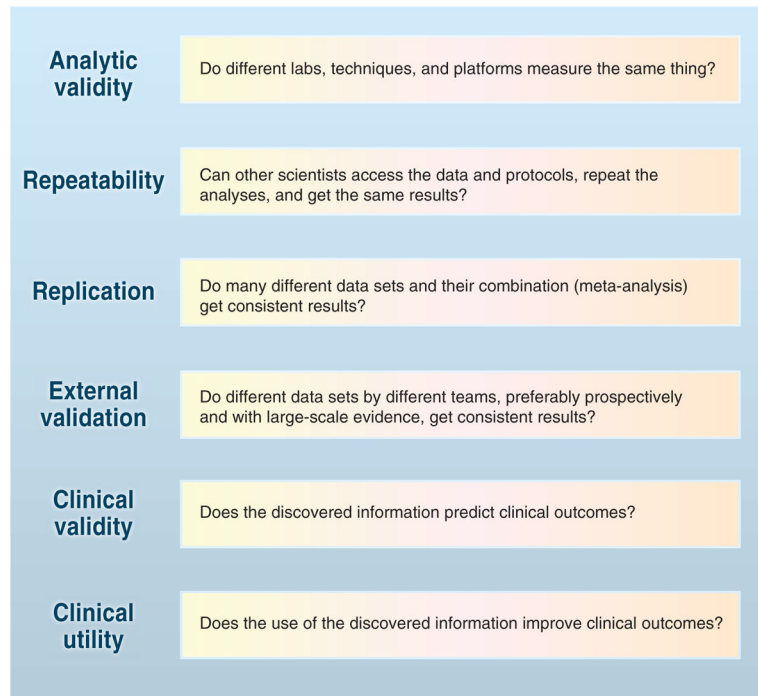 Analytic
validity
Do different labs, techniques, and platforms measure the same thing?
Repeatability
Can other scientists access the data and protocols, repeat the
analyses, and get the same results?
Replication
Do many different data sets and their combination (meta-analysis)
get consistent results?
External
validation
Do different data sets by different teams, preferably prospectively
and with large-scale evidence, get consistent results?
Clinical
validity
Does the discovered information predict clinical outcomes?
Clinical
utility
Does the use of the discovered information improve clinical outcomes?